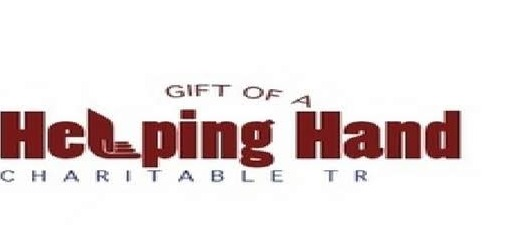 GIFT OF A
Helping Hand
CHARITABLE TR